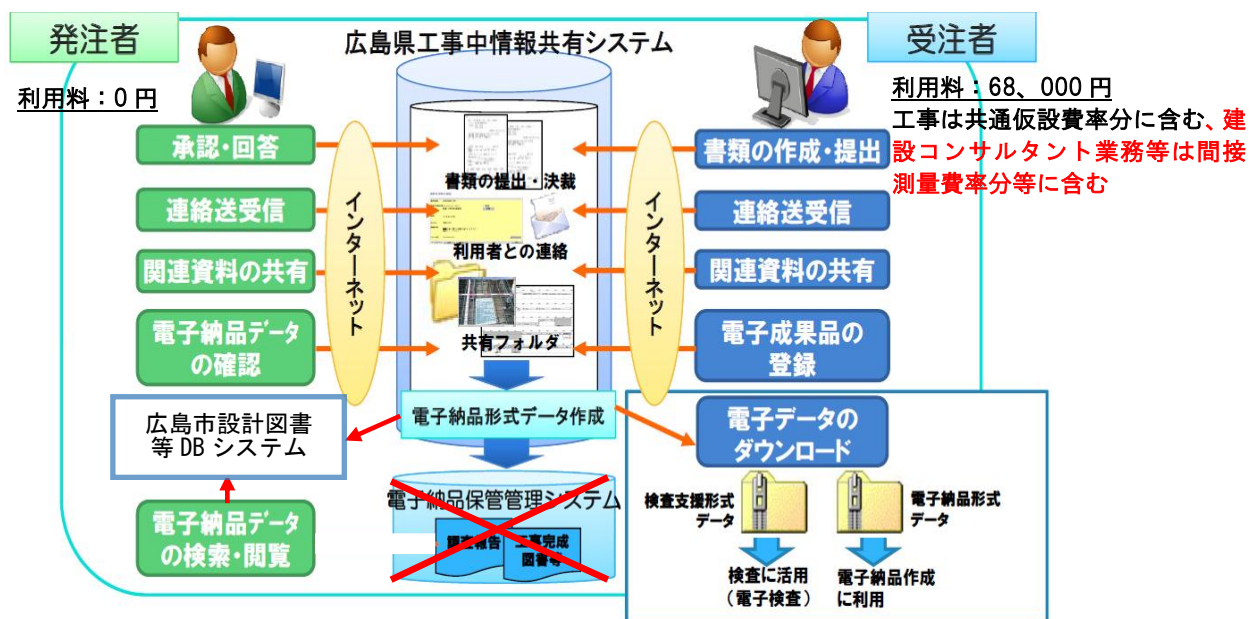 発注者
広島県工事中情報共有システム
受注者
利用料：0 円
利用料：68、000 円
工事は共通仮設費率分に含む、建
設コンサルタント業務等は間接
測量費率分等に含む
承認・回答
連絡送受信
関連資料の共有
電子納品データ
の確認
インターネット
書類の提出・決裁
利用者との連絡
共有フォルダ
インターネット
書類の作成・提出
連絡送受信
関連資料の共有
電子成果品の
登録
電子納品形式データ作成
広島市設計図書
等 DB システム
電子納品データ
の検索・閲覧
電子納品保管管理システム
調査報告
工事完成
図書等
電子データの
ダウンロード
検査支援形式
データ
電子納品形式
データ
検査に活用
（電子検査）
電子納品作成
に利用